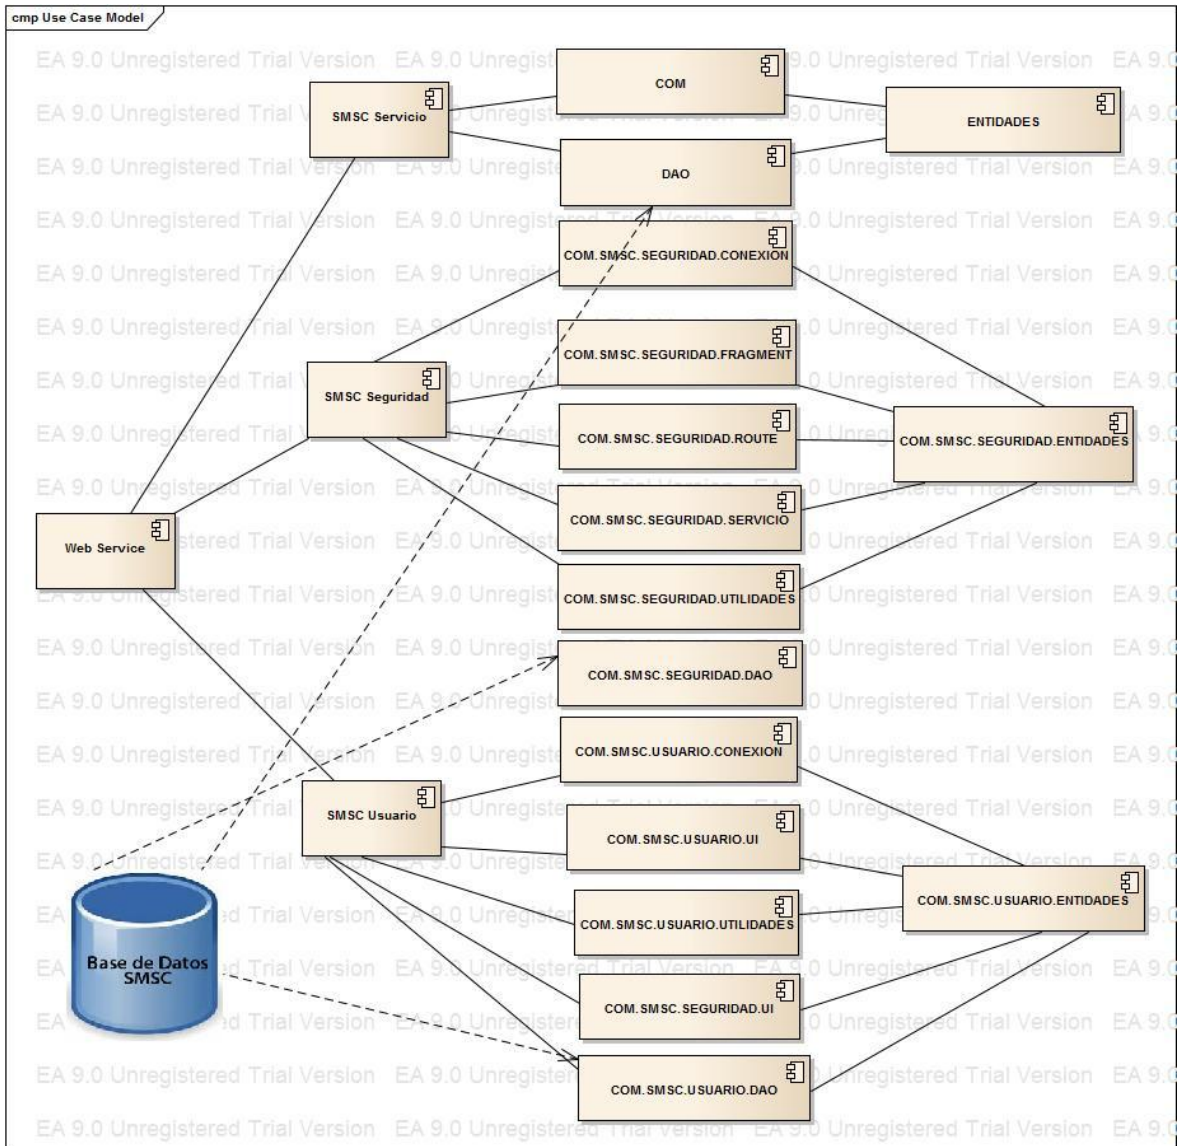 cmp Use Case Model
COM
SMSC Servicio
ENTIDADES
DAO
COM.SMSC.SEGURIDAD.CONEXION
COM.SMSC.SEGURIDAD.FRAGMENT
SMSC Seguridad
COM.SMSC.SEGURIDAD.ROUTE
COM.SMSC.SEGURIDAD.ENTIDADES
COM.SMSC.SEGURIDAD.SERVICIO
Web Service
COM.SMSC.SEGURIDAD.UTILIDADES
COM.SMSC.SEGURIDAD.DAO
COM.SMSC.USUARIO.CONEXION
SMSC Usuario
COM.SMSC.USUARIO.UI
COM.SMSC.USUARIO.ENTIDADES
COM.SMSC.USUARIO.UTILIDADES
Base de Datos
SMSC
COM.SMSC.SEGURIDAD.UI
COM.SMSC.USUARIO.DAO
EA 9.0 Unregistered Trial Version